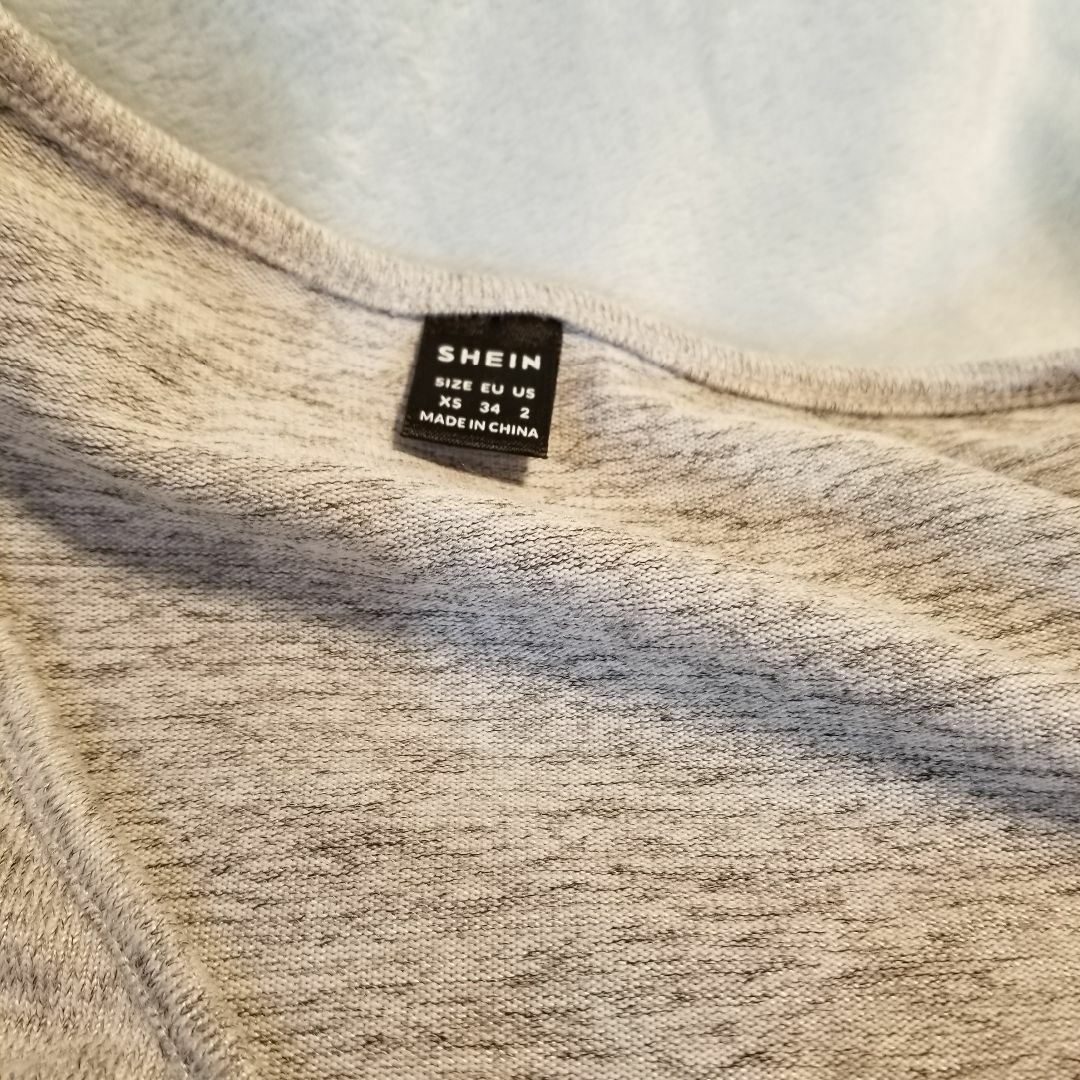 SHEIN
SIZE EU US
XS 34 2
MADE IN CHINA